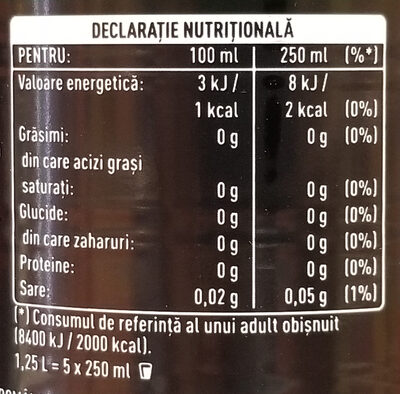 DECLARAȚIE NUTRIȚIONALĂ
PENTRU: 100 ml 250 ml (%*)
Valoare energetică: 3 kJ / 8 kJ /
1 kcal 2 kcal (0%)
Grăsimi: 0 g 0 g (0%)
din care acizi grași
saturați: 0 g 0 g (0%)
Glucide: 0 g 0 g (0%)
din care zaharuri: 0 g 0 g (0%)
Proteine: 0 g 0 g (0%)
Sare: 0,02 g 0,05 g (1%)
(*) Consumul de referință al unui adult obișnuit
(8400 kJ / 2000 kcal).
1,25 L = 5 x 250 ml